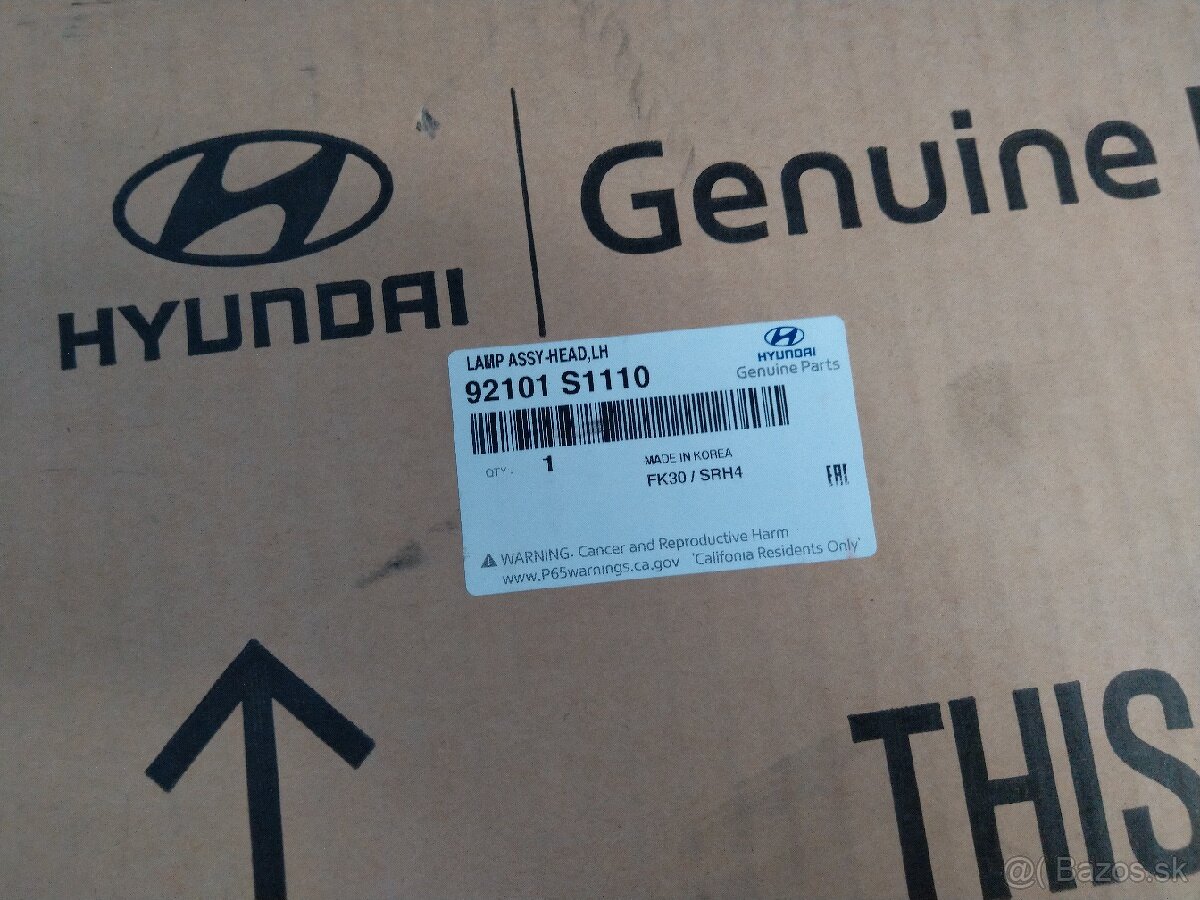 HYUNDAI
Genuine
LAMP ASSY-HEAD,LH
92101 S1110
HYUNDAI
Genuine Parts
QTY. 1
MADE IN KOREA
FK30 / SRH4
EAC
WARNING: Cancer and Reproductive Harm
www.P65warnings.ca.gov 'Califonia Residents Only'
THIS
@( Bazos.sk